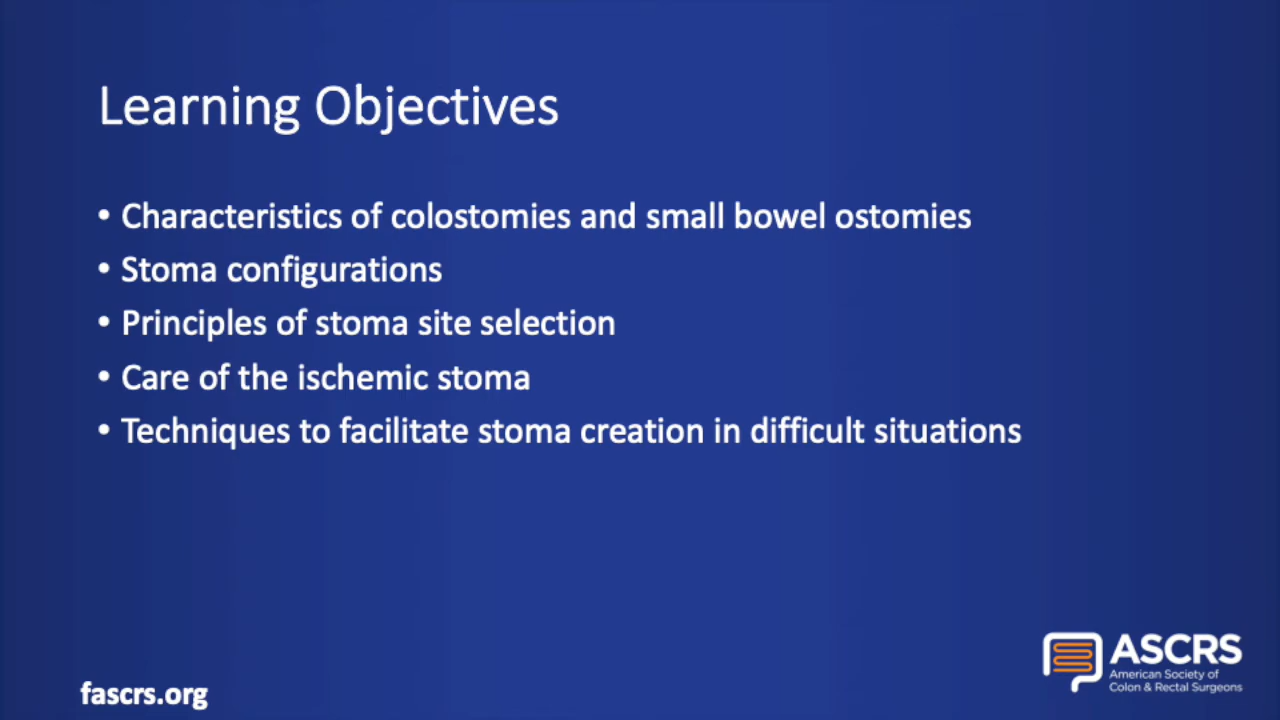 Learning Objectives
• Characteristics of colostomies and small bowel ostomies
• Stoma configurations
• Principles of stoma site selection
• Care of the ischemic stoma
• Techniques to facilitate stoma creation in difficult situations
ASCRS
American Society of
Colon & Rectal Surgeons
fascrs.org